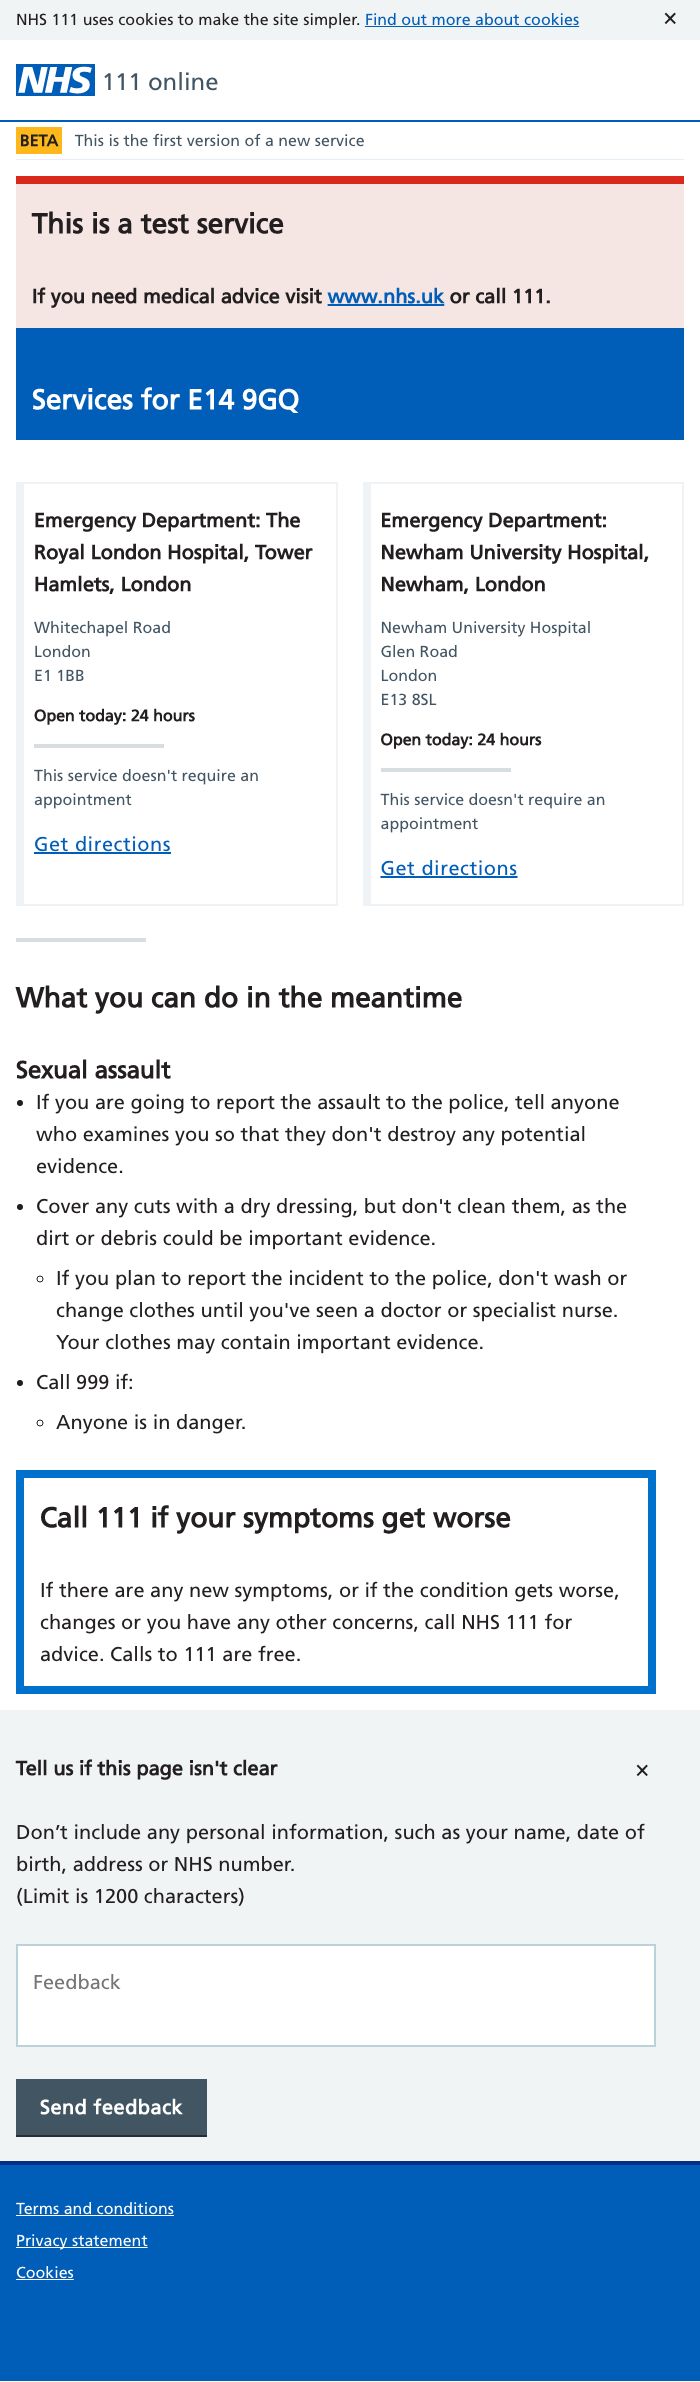 NHS 111 uses cookies to make the site simpler. Find out more about cookies ✕
NHS 111 online
BETA This is the first version of a new service
This is a test service
If you need medical advice visit www.nhs.uk or call 111.
Services for E14 9GQ
Emergency Department: The
Royal London Hospital, Tower
Hamlets, London
Whitechapel Road
London
E1 1BB
Open today: 24 hours
This service doesn't require an
appointment
Get directions
Emergency Department:
Newham University Hospital,
Newham, London
Newham University Hospital
Glen Road
London
E13 8SL
Open today: 24 hours
This service doesn't require an
appointment
Get directions
What you can do in the meantime
Sexual assault
• If you are going to report the assault to the police, tell anyone
who examines you so that they don't destroy any potential
evidence.
• Cover any cuts with a dry dressing, but don't clean them, as the
dirt or debris could be important evidence.
◦ If you plan to report the incident to the police, don't wash or
change clothes until you've seen a doctor or specialist nurse.
Your clothes may contain important evidence.
• Call 999 if:
◦ Anyone is in danger.
Call 111 if your symptoms get worse
If there are any new symptoms, or if the condition gets worse,
changes or you have any other concerns, call NHS 111 for
advice. Calls to 111 are free.
Tell us if this page isn't clear ✕
Don’t include any personal information, such as your name, date of
birth, address or NHS number.
(Limit is 1200 characters)
Feedback
Send feedback
Terms and conditions
Privacy statement
Cookies